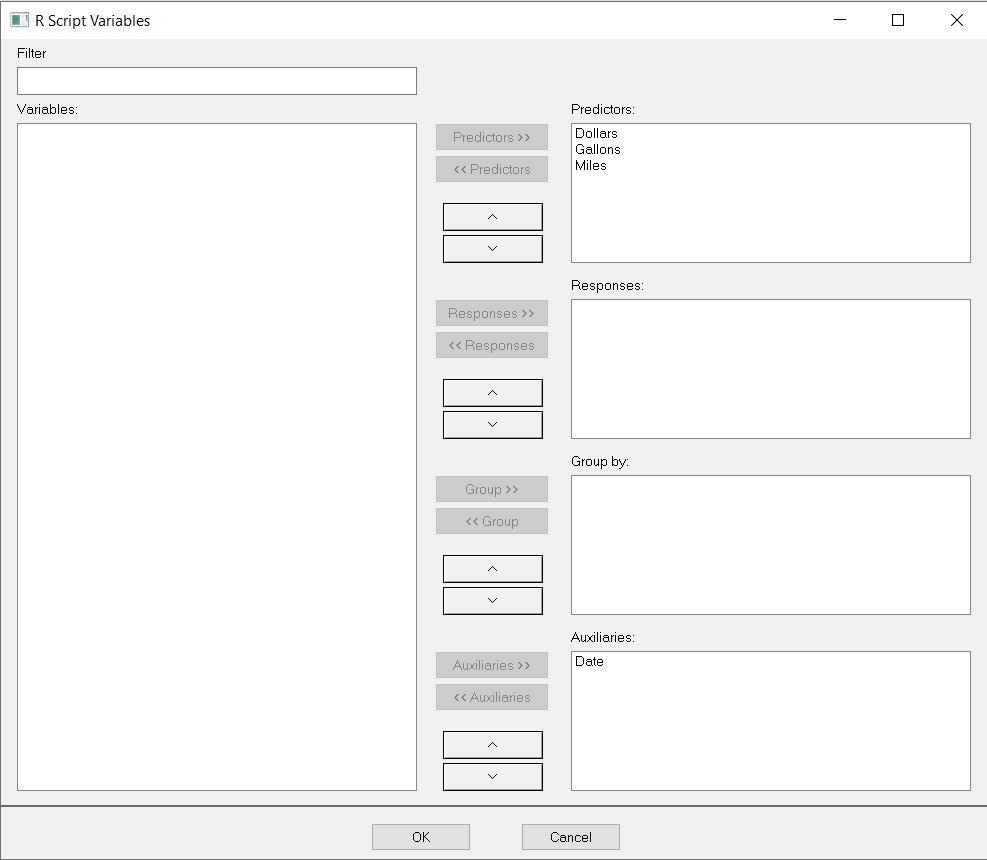 R Script Variables
Filter
Variables:
Predictors >>
<< Predictors
Predictors:
Dollars
Gallons
Miles
Responses >>
<< Responses
Responses:
Group >>
<< Group
Group by:
Auxiliaries >>
<< Auxiliaries
Auxiliaries:
Date
OK
Cancel